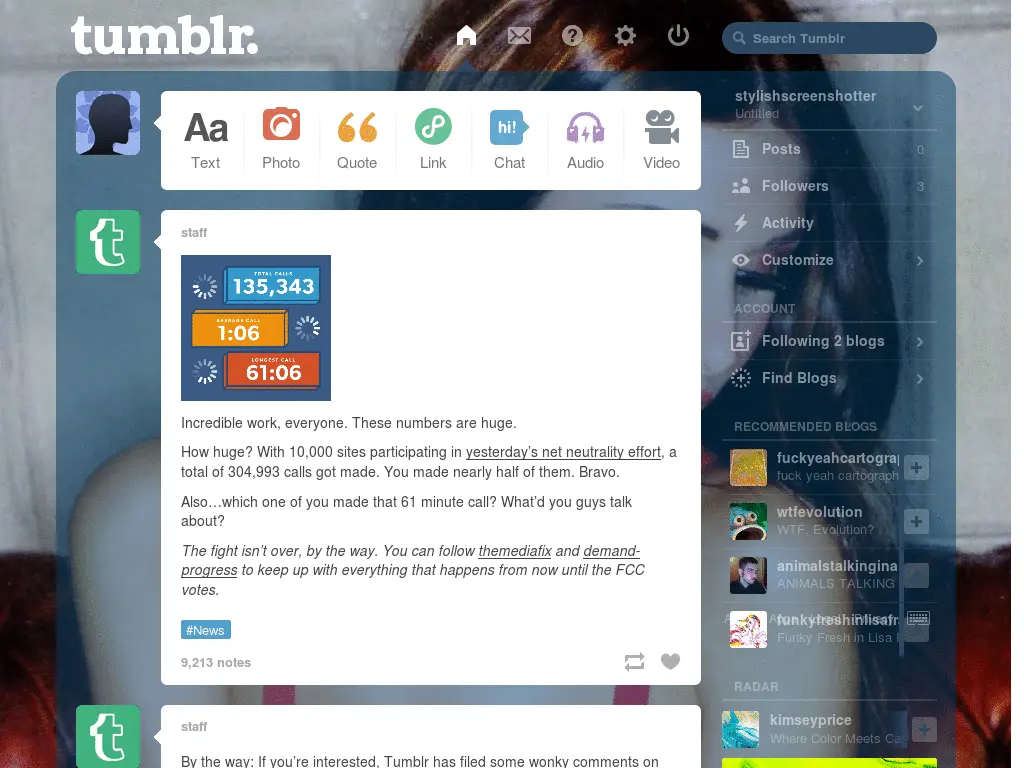 tumblr.
Search Tumblr
Aa
hi!
Text
Photo
Quote
Link
Chat
Audio
Video
staff
TOTAL CALLS
135,343
AVERAGE CALL
1:06
LONGEST CALL
61:06
Incredible work, everyone. These numbers are huge.
How huge? With 10,000 sites participating in yesterday's net neutrality effort, a
total of 304,993 calls got made. You made nearly half of them. Bravo.
Also…which one of you made that 61 minute call? What'd you guys talk
about?
The fight isn't over, by the way. You can follow themediafix and demand-
progress to keep up with everything that happens from now until the FCC
votes.
#News
9,213 notes
staff
By the way: If you're interested, Tumblr has filed some wonky comments on
stylishscreenshotter
Untitled
Posts 0
Followers 3
Activity
Customize
ACCOUNT
Following 2 blogs
Find Blogs
RECOMMENDED BLOGS
fuckyeahcartogra
fuck yeah cartograph
wtfevolution
WTF, Evolution?
animalstalkingina
ANIMALS TALKING
funkyfreshinlisafr
Funky Fresh in Lisa F
RADAR
kimseyprice
Where Color Meets Ca